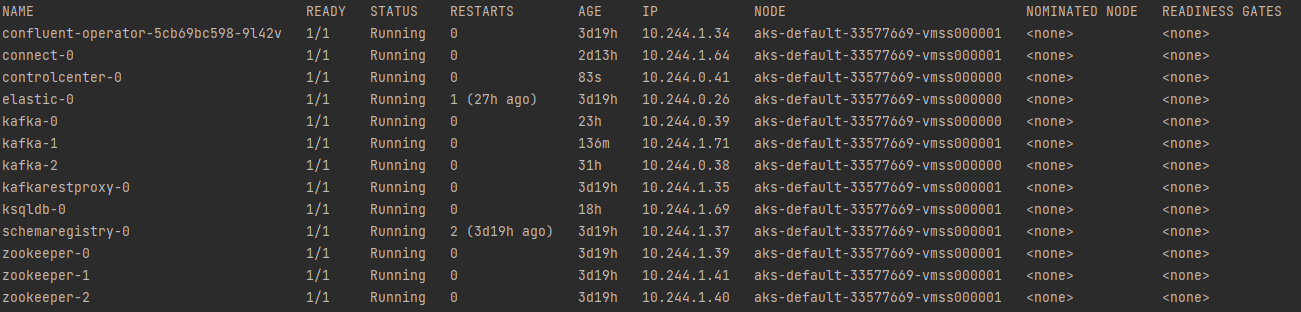 NAME READY STATUS RESTARTS AGE IP NODE NOMINATED NODE READINESS GATES
confluent-operator-5cb69bc598-9l42v 1/1 Running 0 3d19h 10.244.1.34 aks-default-33577669-vmss000001 <none> <none>
connect-0 1/1 Running 0 2d13h 10.244.1.64 aks-default-33577669-vmss000001 <none> <none>
controlcenter-0 1/1 Running 0 83s 10.244.0.41 aks-default-33577669-vmss000000 <none> <none>
elastic-0 1/1 Running 1 (27h ago) 3d19h 10.244.0.26 aks-default-33577669-vmss000000 <none> <none>
kafka-0 1/1 Running 0 23h 10.244.0.39 aks-default-33577669-vmss000000 <none> <none>
kafka-1 1/1 Running 0 136m 10.244.1.71 aks-default-33577669-vmss000001 <none> <none>
kafka-2 1/1 Running 0 31h 10.244.0.38 aks-default-33577669-vmss000000 <none> <none>
kafkarestproxy-0 1/1 Running 0 3d19h 10.244.1.35 aks-default-33577669-vmss000001 <none> <none>
ksqldb-0 1/1 Running 0 18h 10.244.1.69 aks-default-33577669-vmss000001 <none> <none>
schemaregistry-0 1/1 Running 2 (3d19h ago) 3d19h 10.244.1.37 aks-default-33577669-vmss000001 <none> <none>
zookeeper-0 1/1 Running 0 3d19h 10.244.1.39 aks-default-33577669-vmss000001 <none> <none>
zookeeper-1 1/1 Running 0 3d19h 10.244.1.41 aks-default-33577669-vmss000001 <none> <none>
zookeeper-2 1/1 Running 0 3d19h 10.244.1.40 aks-default-33577669-vmss000001 <none> <none>